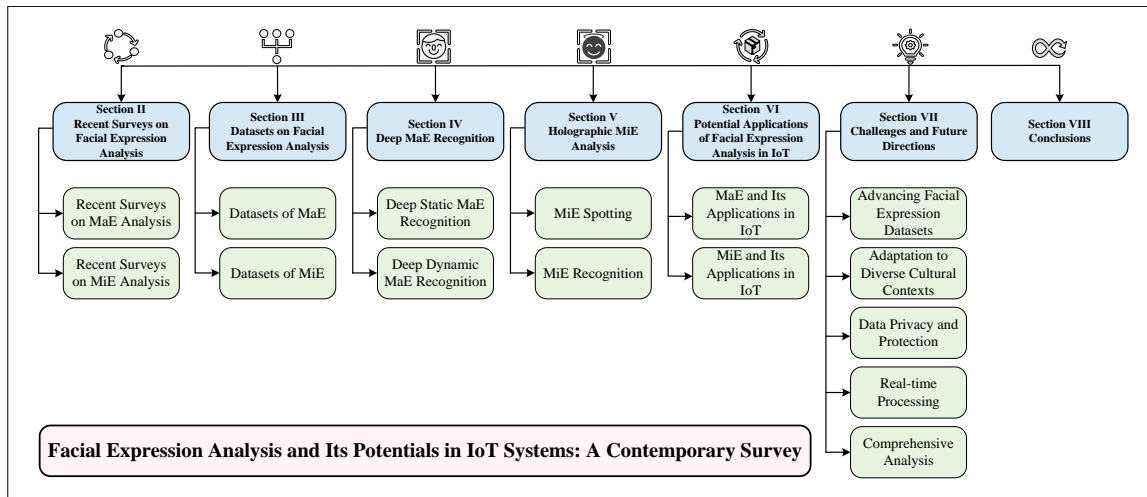 Section II
Recent Surveys on
Facial Expression
Analysis
Recent Surveys
on MaE Analysis
Recent Surveys
on MiE Analysis
Section III
Datasets on Facial
Expression Analysis
Datasets of MaE
Datasets of MiE
Section IV
Deep MaE Recognition
Deep Static MaE
Recognition
Deep Dynamic
MaE Recognition
Section V
Holographic MiE
Analysis
MiE Spotting
MiE Recognition
Section VI
Potential Applications
of Facial Expression
Analysis in IoT
MaE and Its
Applications in
IoT
MiE and Its
Applications in
IoT
Section VII
Challenges and Future
Directions
Advancing Facial
Expression
Datasets
Adaptation to
Diverse Cultural
Contexts
Data Privacy and
Protection
Real-time
Processing
Comprehensive
Analysis
Section VIII
Conclusions
Facial Expression Analysis and Its Potentials in IoT Systems: A Contemporary Survey